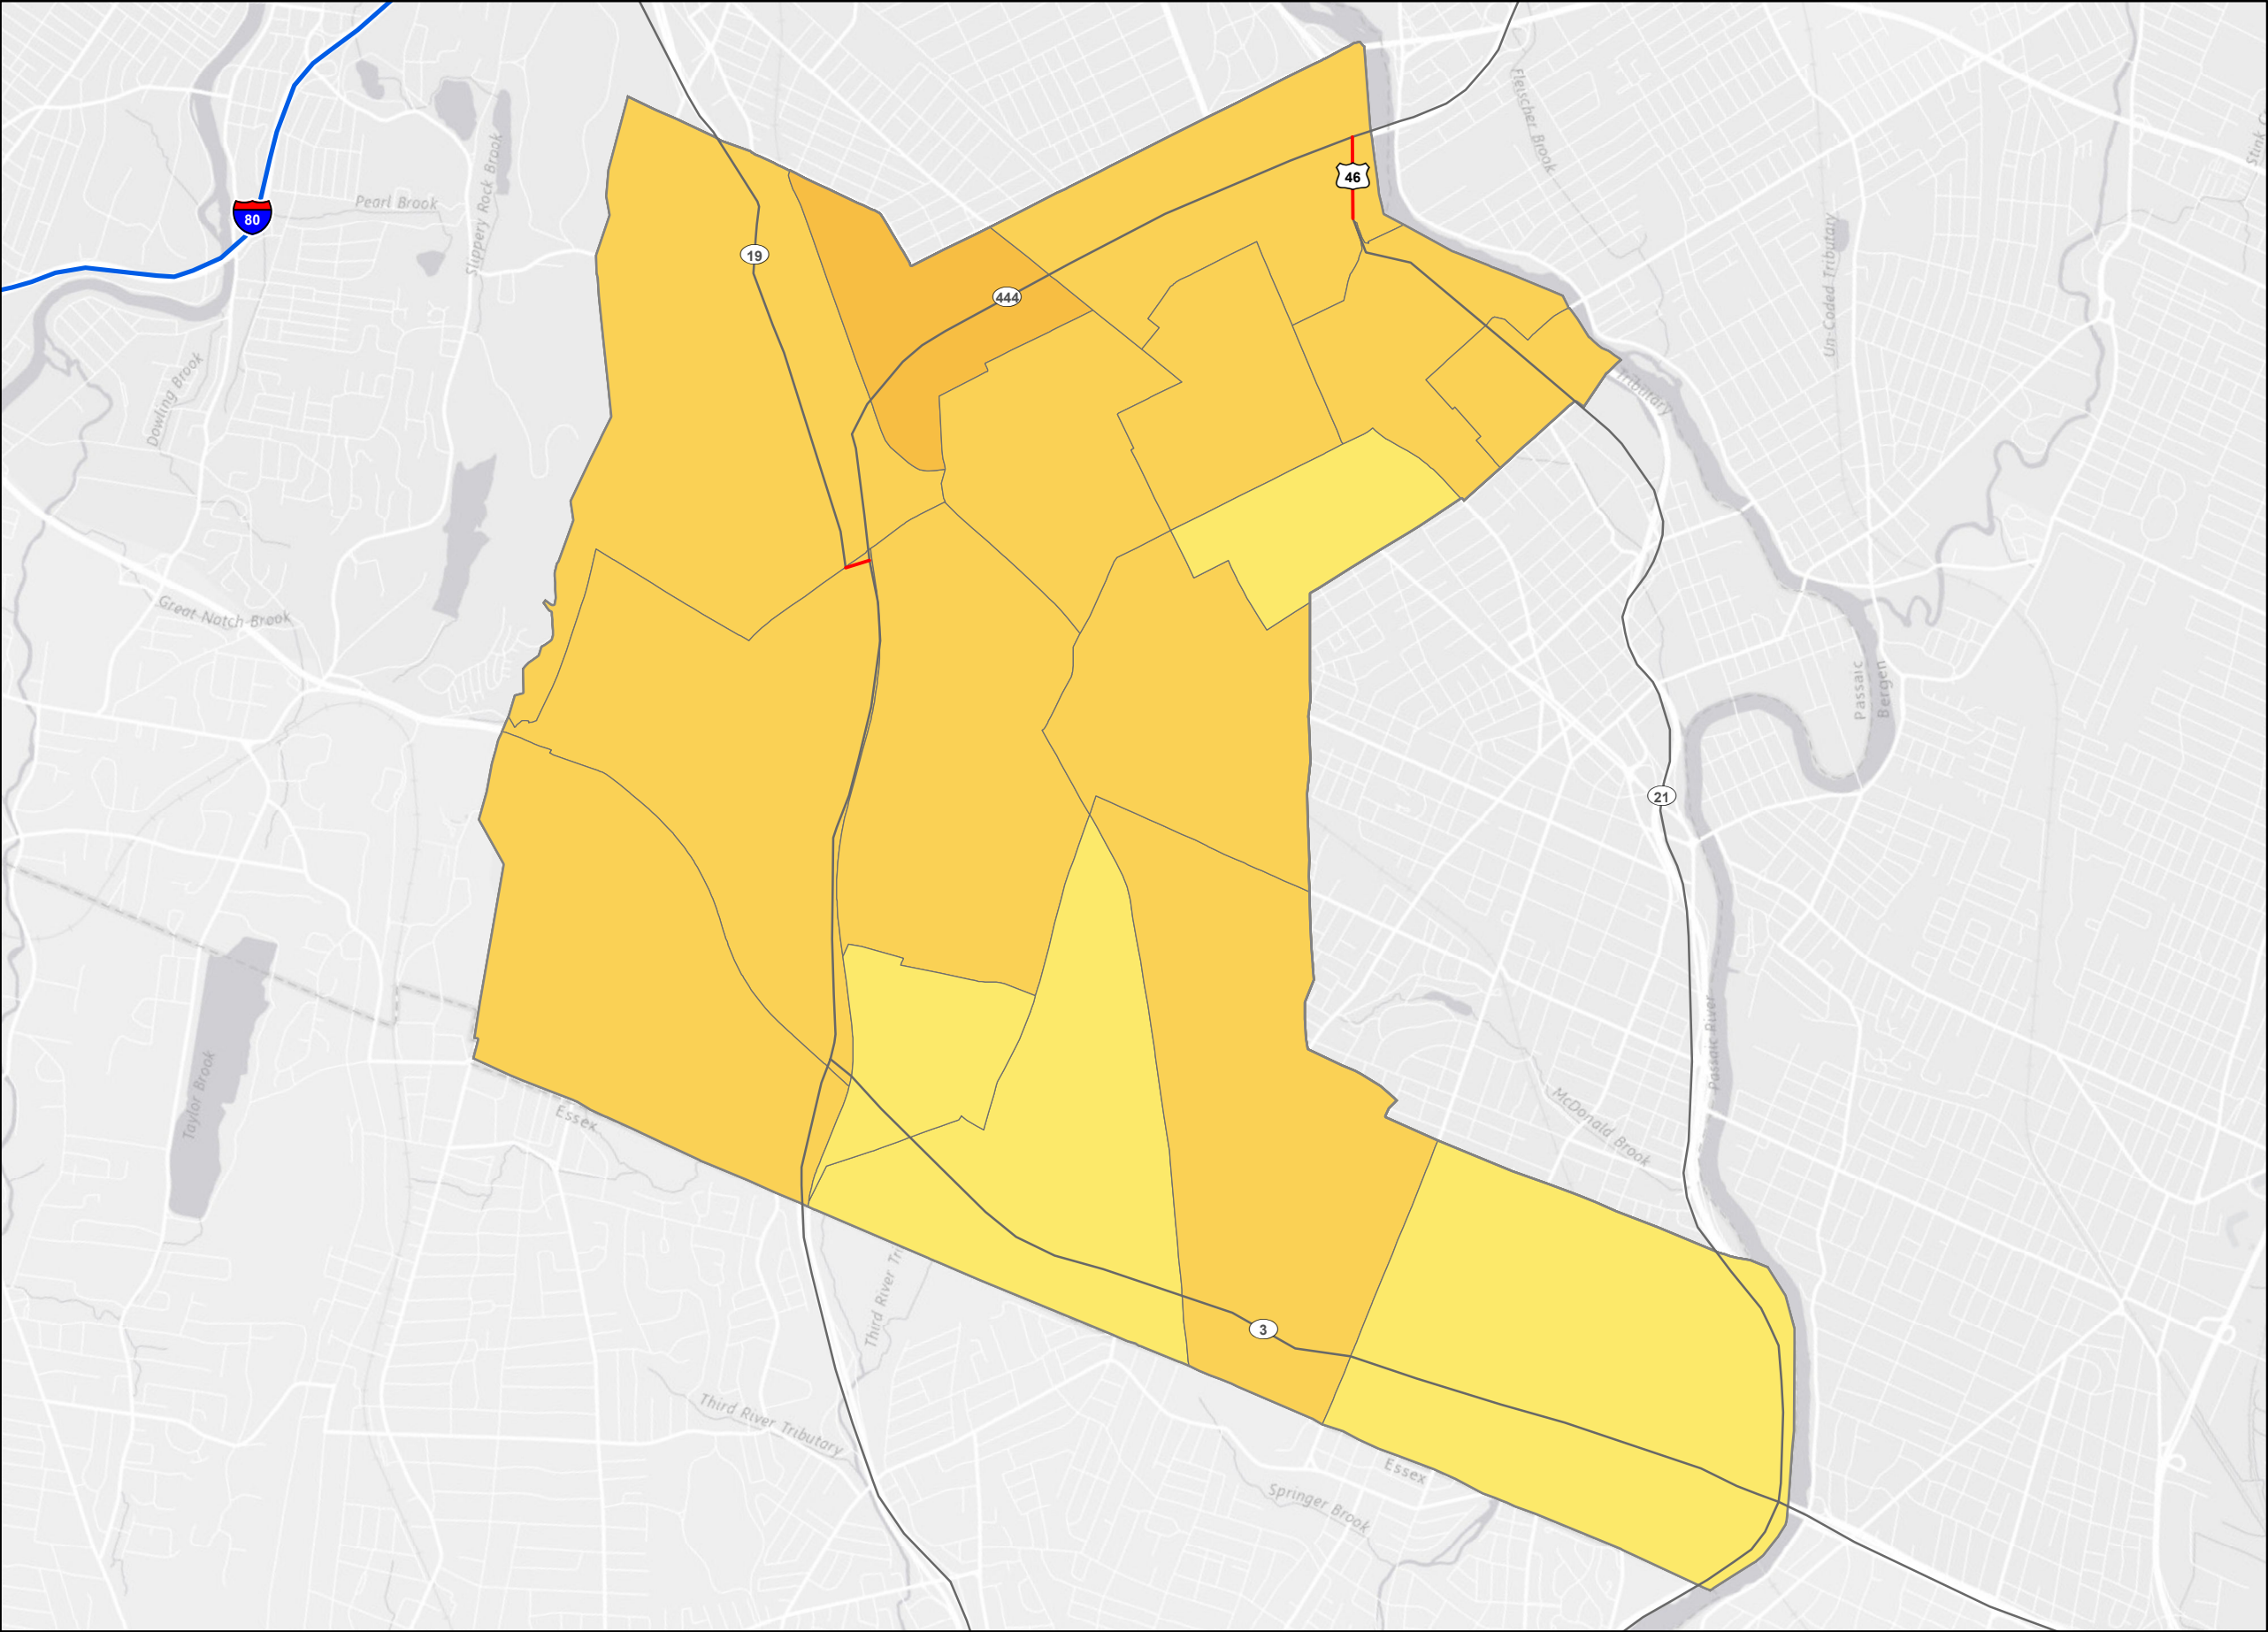 Fleischer Brook
Stink C
46
Slippery Rock Brook
Pearl Brook
80
19
Un-Coded Tributary
444
Dowling Brook
Tributary
Great Notch Brook
Passaic
Bergen
21
Passaic River
Taylor Brook
Essex
McDonald Brook
Third River Tri
3
Third River Tributary
Essex
Springer Brook